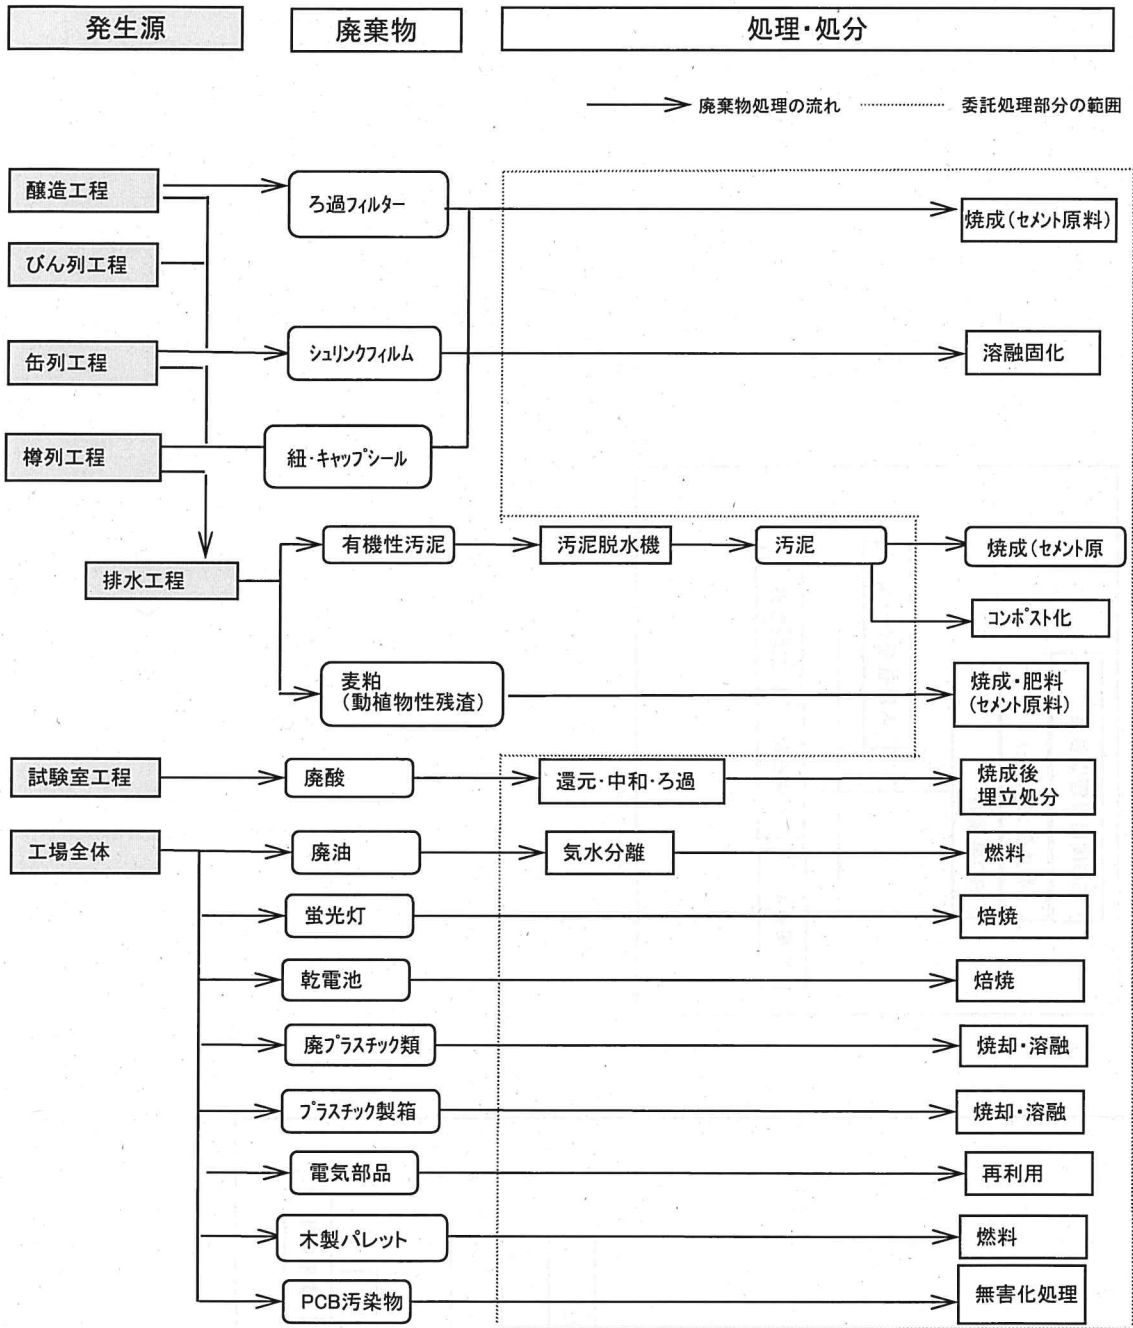 発生源
廃棄物
処理・処分
廃棄物処理の流れ
委託処理部分の範囲
醸造工程
ろ過フィルター
焼成(セメント原料)
びん列工程
缶列工程
シュリンクフィルム
溶融固化
樽列工程
紐・キャップシール
排水工程
有機性汚泥
汚泥脱水機
汚泥
焼成(セメント原
コンポスト化
麦粕
(動植物性残渣)
焼成・肥料
(セメント原料)
試験室工程
廃酸
還元・中和・ろ過
焼成後
埋立処分
工場全体
廃油
気水分離
燃料
蛍光灯
焙焼
乾電池
焙焼
廃プラスチック類
焼却・溶融
プラスチック製箱
焼却・溶融
電気部品
再利用
木製パレット
燃料
PCB汚染物
無害化処理